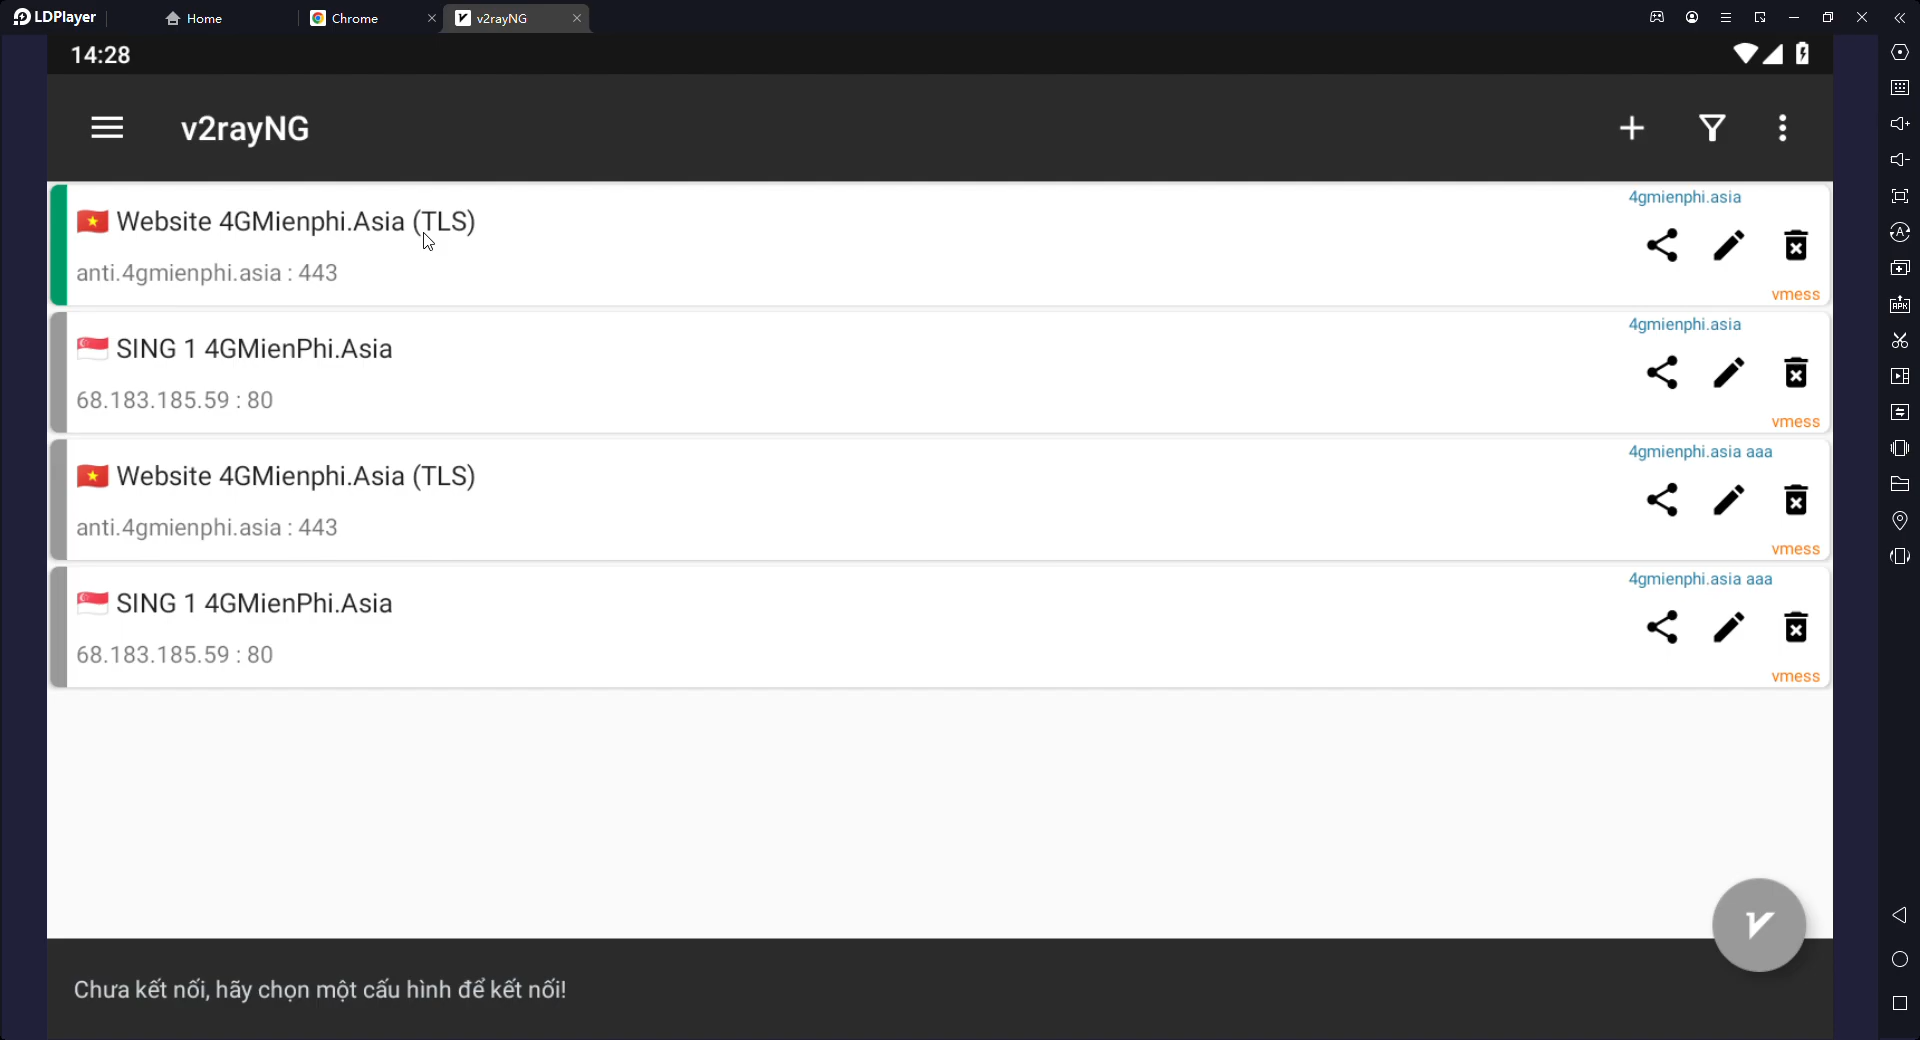 LDPlayer
Home
Chrome
v2rayNG
14:28
v2rayNG
4gmienphi.asia
Website 4GMienphi.Asia (TLS)
anti.4gmienphi.asia : 443
vmess
4gmienphi.asia
SING 1 4GMienPhi.Asia
68.183.185.59 : 80
vmess
4gmienphi.asia aaa
Website 4GMienphi.Asia (TLS)
anti.4gmienphi.asia : 443
vmess
4gmienphi.asia aaa
SING 1 4GMienPhi.Asia
68.183.185.59 : 80
vmess
Chưa kết nối, hãy chọn một cấu hình để kết nối!